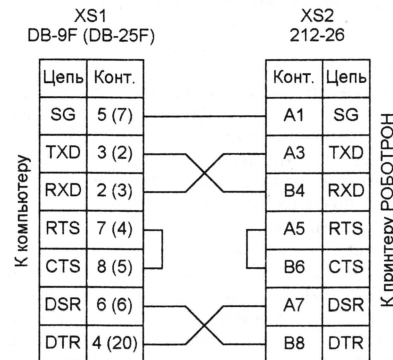 XS1 XS2
DB-9F (DB-25F) 212-26
Цепь Конт. Конт. Цепь
SG 5 (7) A1 SG
TXD 3 (2) A3 TXD
RXD 2 (3) B4 RXD
RTS 7 (4) A5 RTS
CTS 8 (5) B6 CTS
DSR 6 (6) A7 DSR
DTR 4 (20) B8 DTR
К компьютеру
К принтеру РОБОТРОН